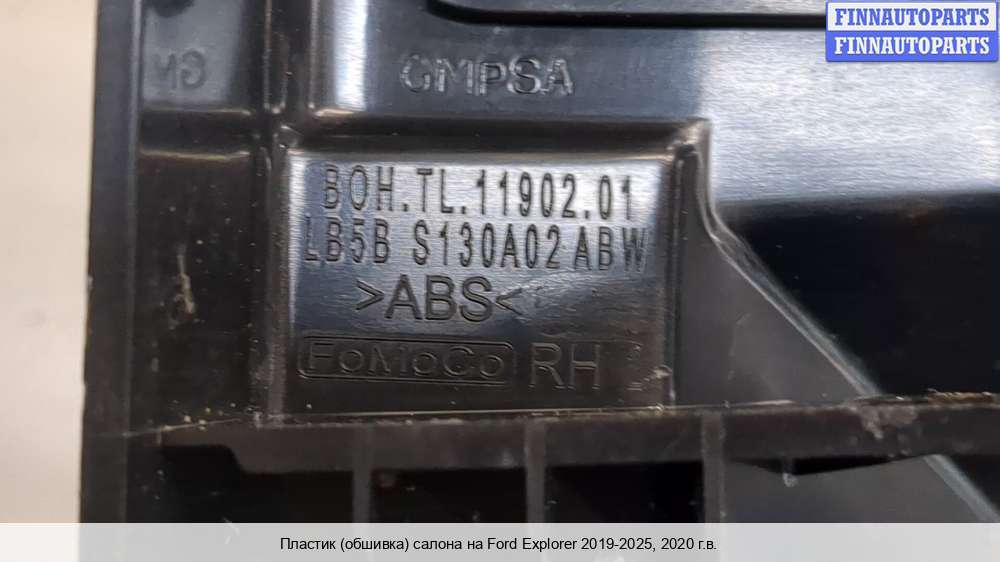 FINNAUTOPARTS
FINNAUTOPARTS
CMPSA
BOH.TL.11902.01
LB5B S130A02 ABW
>ABS<
FoMoCo RH
Пластик (обшивка) салона на Ford Explorer 2019-2025, 2020 г.в.